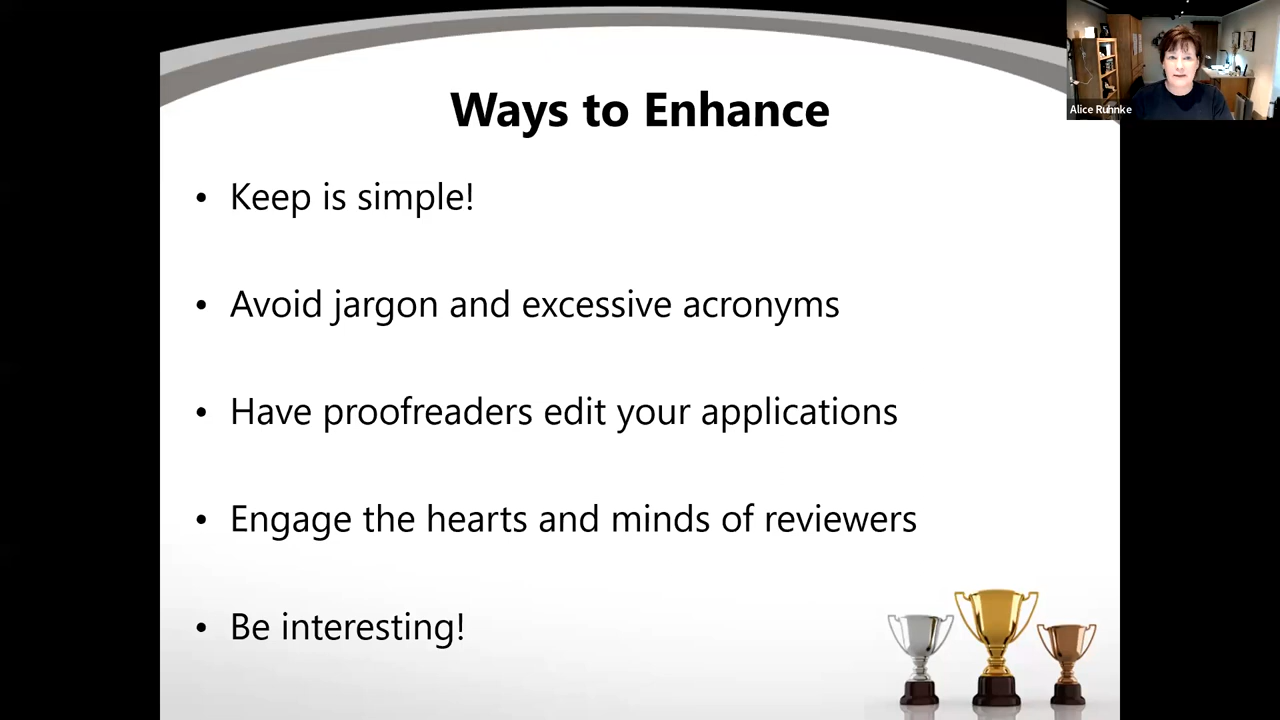 Ways to Enhance
• Keep is simple!
• Avoid jargon and excessive acronyms
• Have proofreaders edit your applications
• Engage the hearts and minds of reviewers
• Be interesting!
Alice Ruhnke